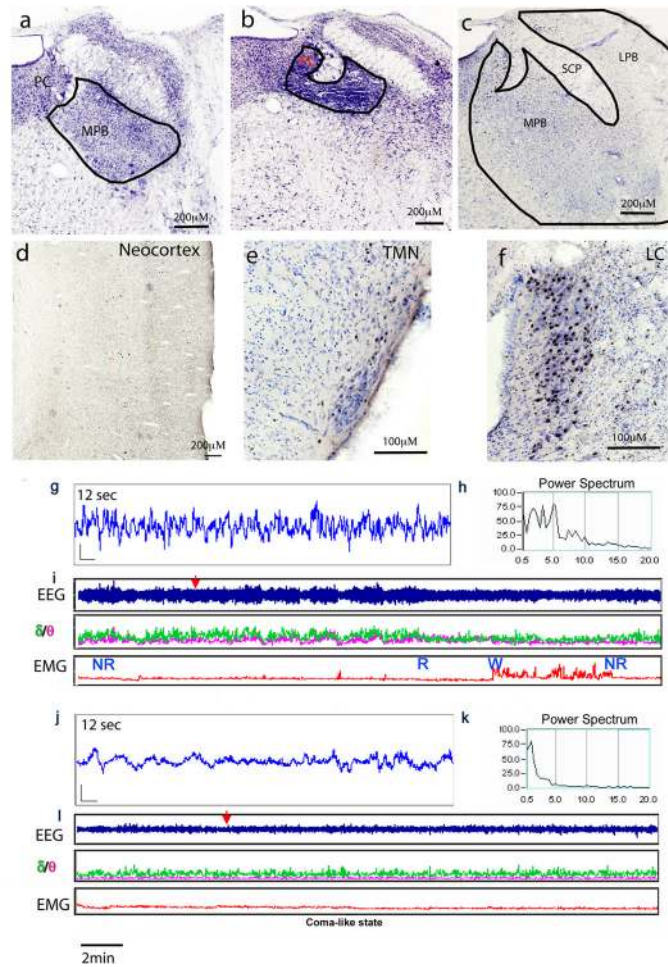 a
PC
MPB
200μM
b
200μM
c
SCP
LPB
MPB
200μM
d
Neocortex
200μM
e
TMN
100μM
f
LC
100μM
g
12 sec
h
Power Spectrum
100.0
75.0
50.0
25.0
0.0
0.5 5.0 10.0 15.0 20.0
i
EEG
δ/θ
EMG
NR R W NR
j
12 sec
k
Power Spectrum
100.0
75.0
50.0
25.0
0.0
0.5 5.0 10.0 15.0 20.0
l
EEG
δ/θ
EMG
Coma-like state
2min